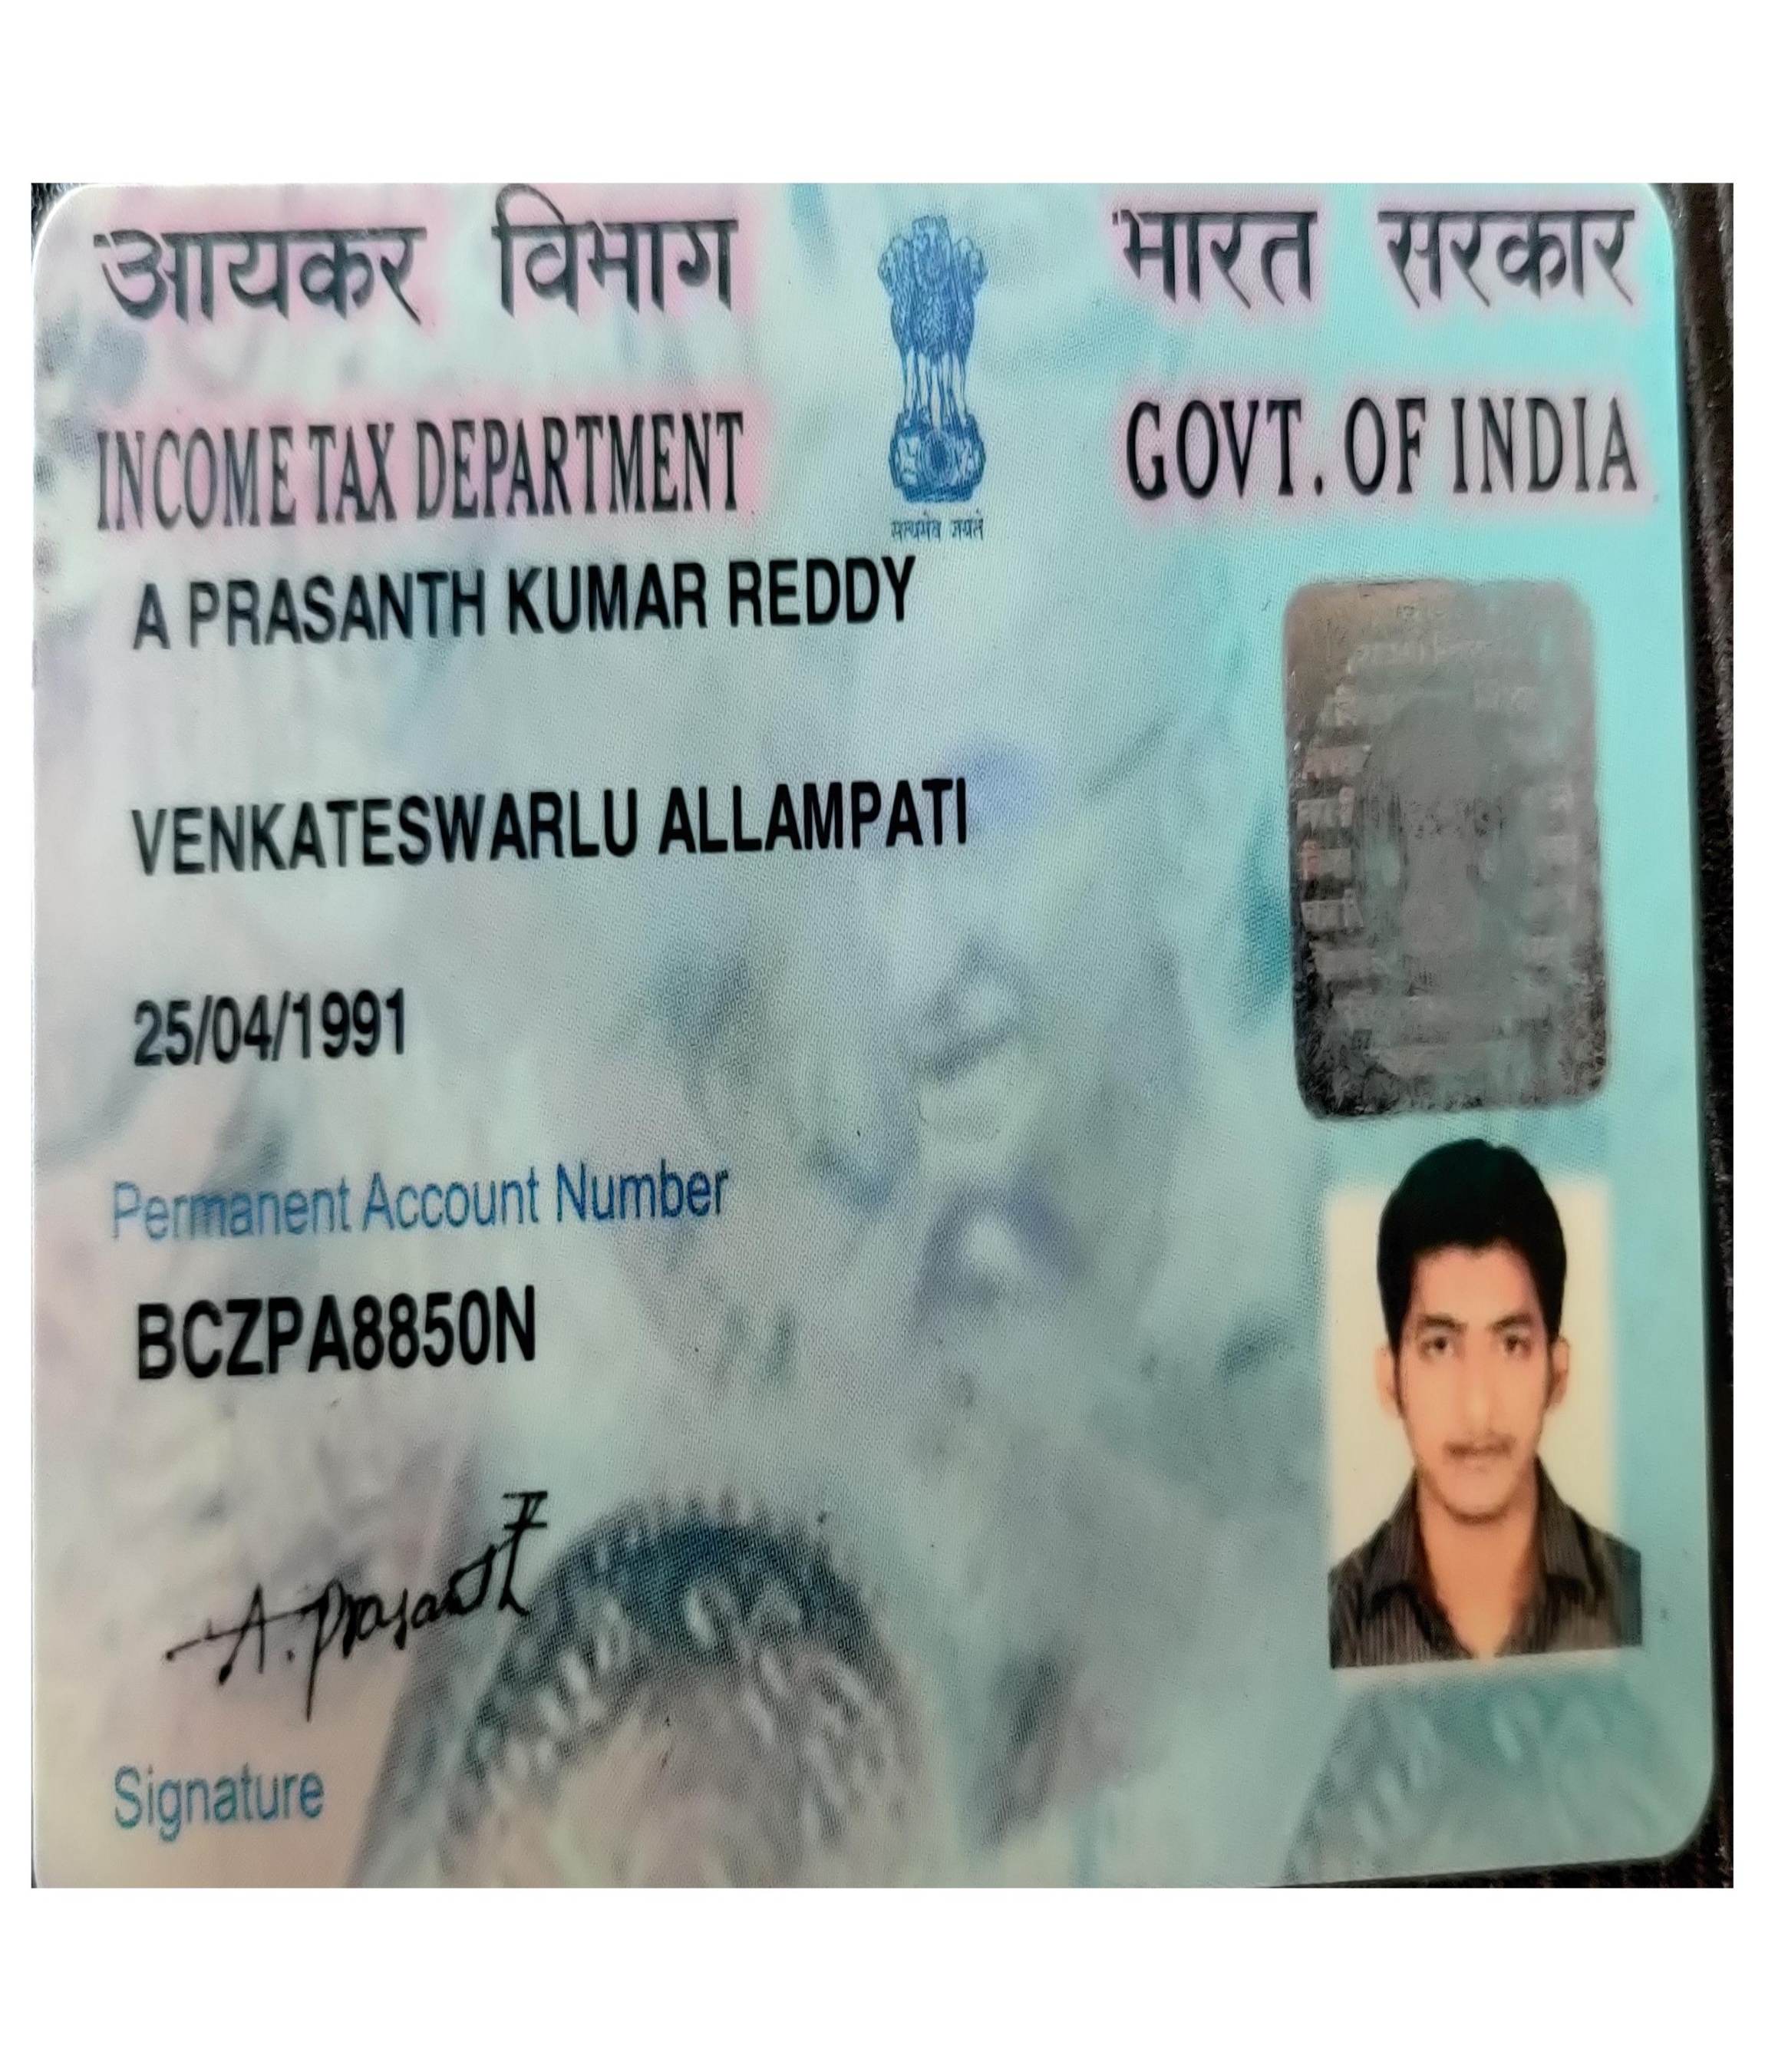 आयकर विभाग
INCOME TAX DEPARTMENT
भारत सरकार
GOVT. OF INDIA
सत्यमेव जयते
A PRASANTH KUMAR REDDY
VENKATESWARLU ALLAMPATI
25/04/1991
Permanent Account Number
BCZPA8850N
A. Prasanth
Signature